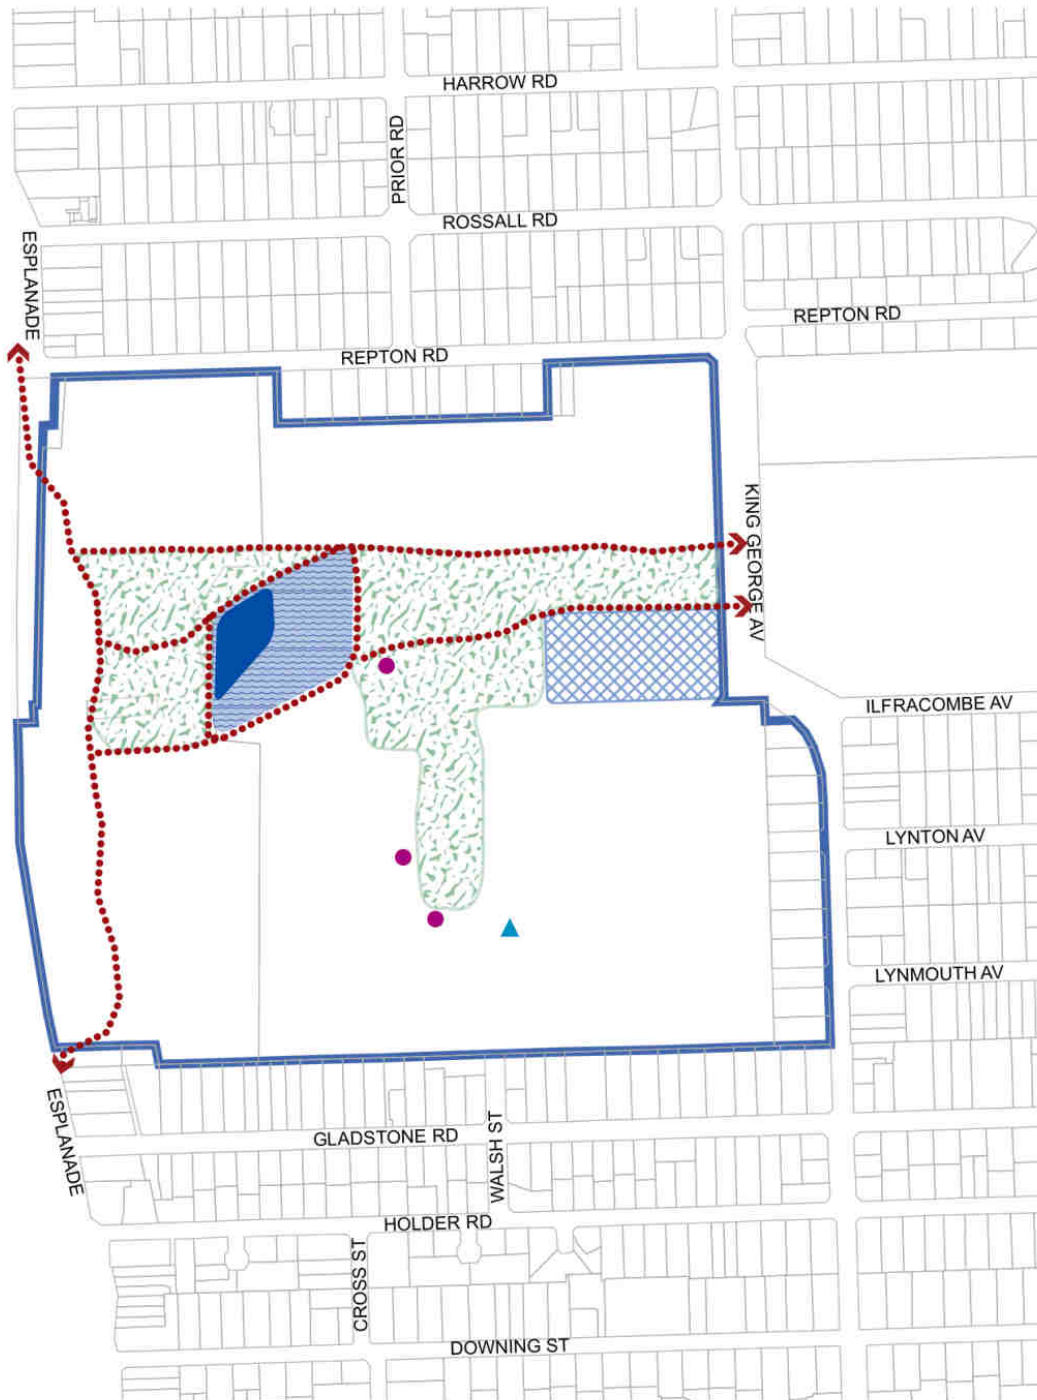 HARROW RD
PRIOR RD
ROSSALL RD
ESPLANADE
REPTON RD
REPTON RD
KING GEORGE AV
ILFRACOMBE AV
LYNTON AV
LYNMOUTH AV
ESPLANADE
GLADSTONE RD
WALSH ST
HOLDER RD
CROSS ST
DOWNING ST